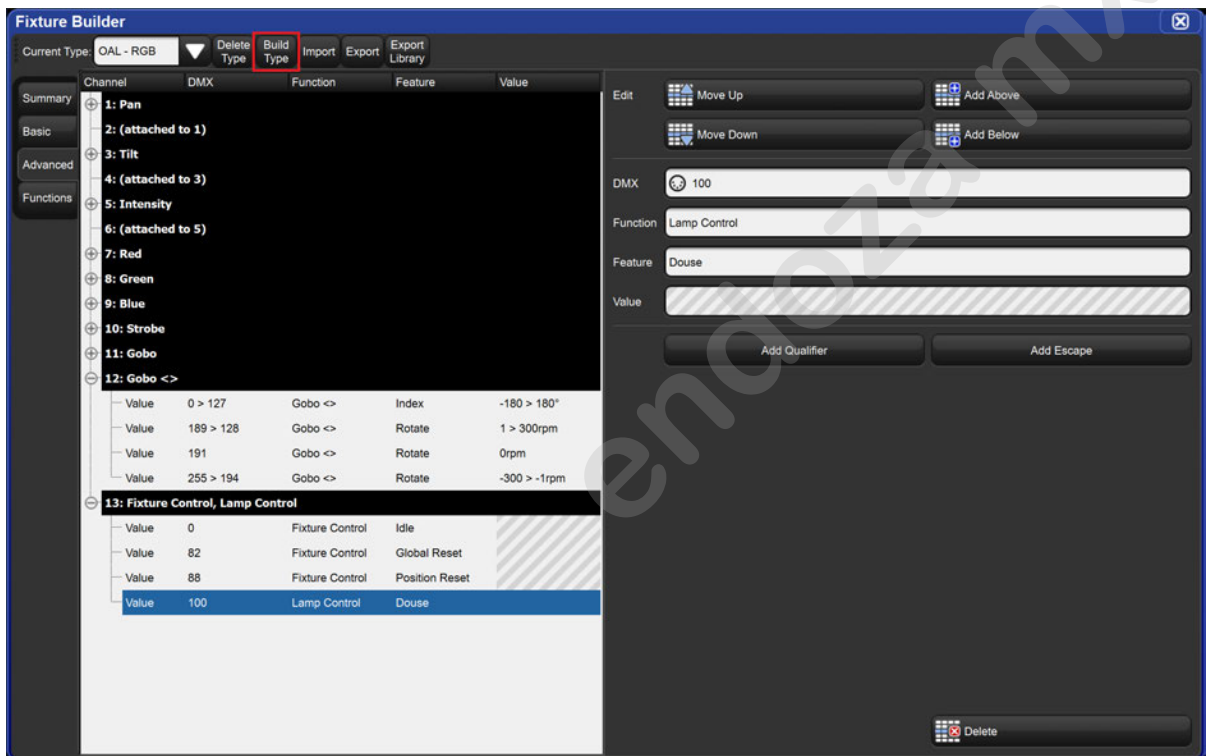 Fixture Builder
Current Type: OAL - RGB Delete Type Build Type Import Export Export Library
Summary
Basic
Advanced
Functions
Channel DMX Function Feature Value
1: Pan
2: (attached to 1)
3: Tilt
4: (attached to 3)
5: Intensity
6: (attached to 5)
7: Red
8: Green
9: Blue
10: Strobe
11: Gobo
12: Gobo <>
Value 0 > 127 Gobo <> Index -180 > 180°
Value 189 > 128 Gobo <> Rotate 1 > 300rpm
Value 191 Gobo <> Rotate 0rpm
Value 255 > 194 Gobo <> Rotate -300 > -1rpm
13: Fixture Control, Lamp Control
Value 0 Fixture Control Idle
Value 82 Fixture Control Global Reset
Value 88 Fixture Control Position Reset
Value 100 Lamp Control Douse
Edit Move Up Add Above
Move Down Add Below
DMX 100
Function Lamp Control
Feature Douse
Value
Add Qualifier Add Escape
Delete
endoza mx